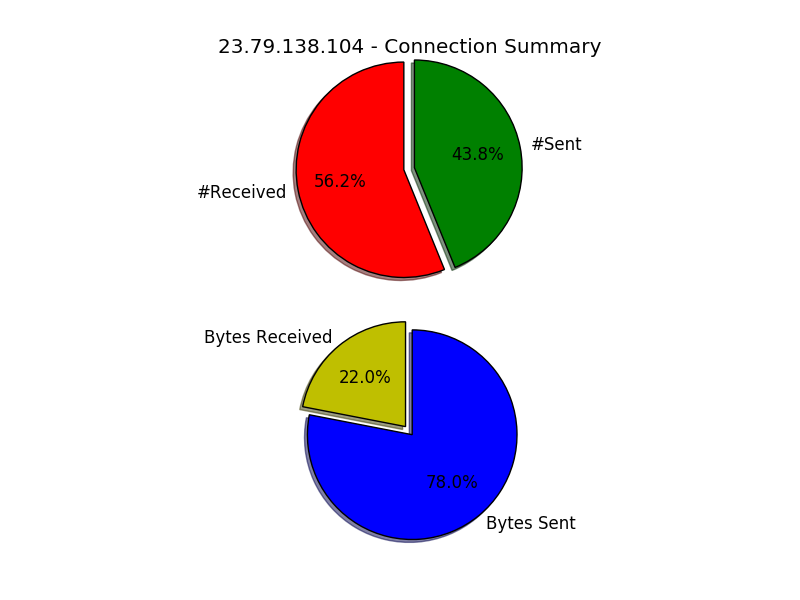 23.79.138.104 - Connection Summary
43.8%
#Sent
56.2%
#Received
Bytes Received
22.0%
78.0%
Bytes Sent